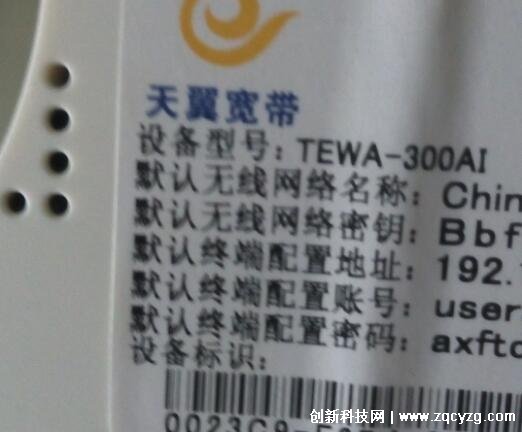 天翼宽带
设备型号: TEWA-300AI
默认无线网络名称: Chin
默认无线网络密钥: Bbf
默认终端配置地址: 192.
默认终端配置账号: user
默认终端配置密码: axftc
设备标识:
0023C9-
创新科技网 www.zqcyzg.com